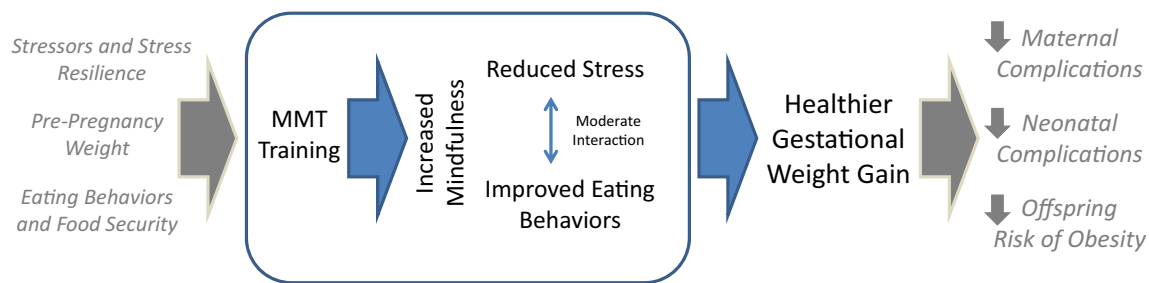 Stressors and Stress
Resilience
Pre-Pregnancy
Weight
Eating Behaviors
and Food Security
MMT
Training
Increased
Mindfulness
Reduced Stress
Moderate
Interaction
Improved Eating
Behaviors
Healthier
Gestational
Weight Gain
Maternal
Complications
Neonatal
Complications
Offspring
Risk of Obesity